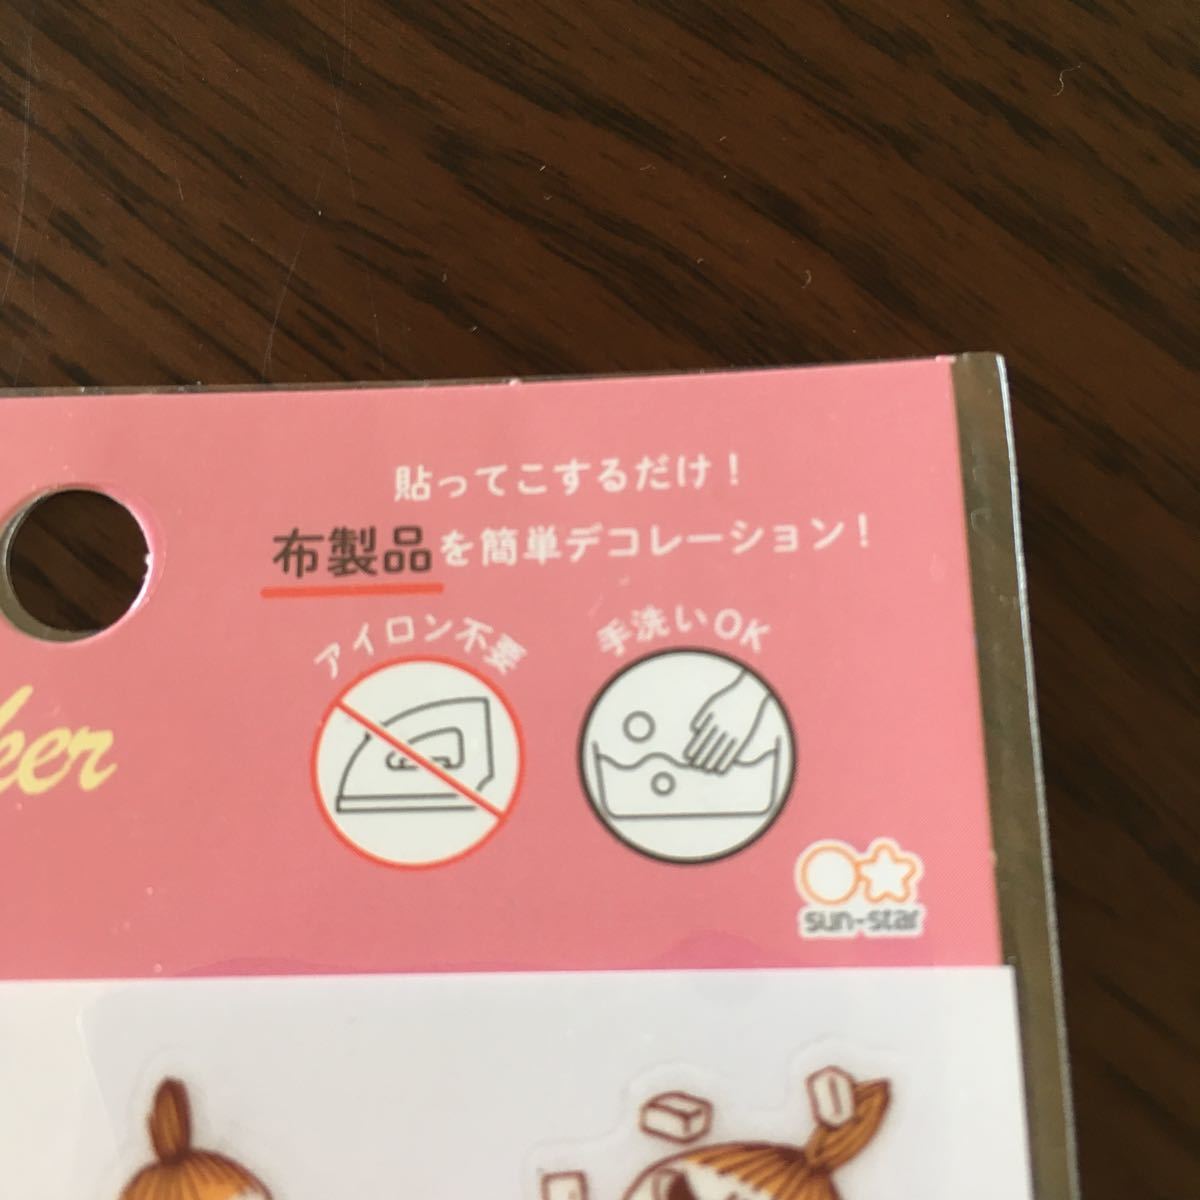 貼ってこするだけ！
布製品を簡単デコレーション！
アイロン不要
手洗いOK
sun-star